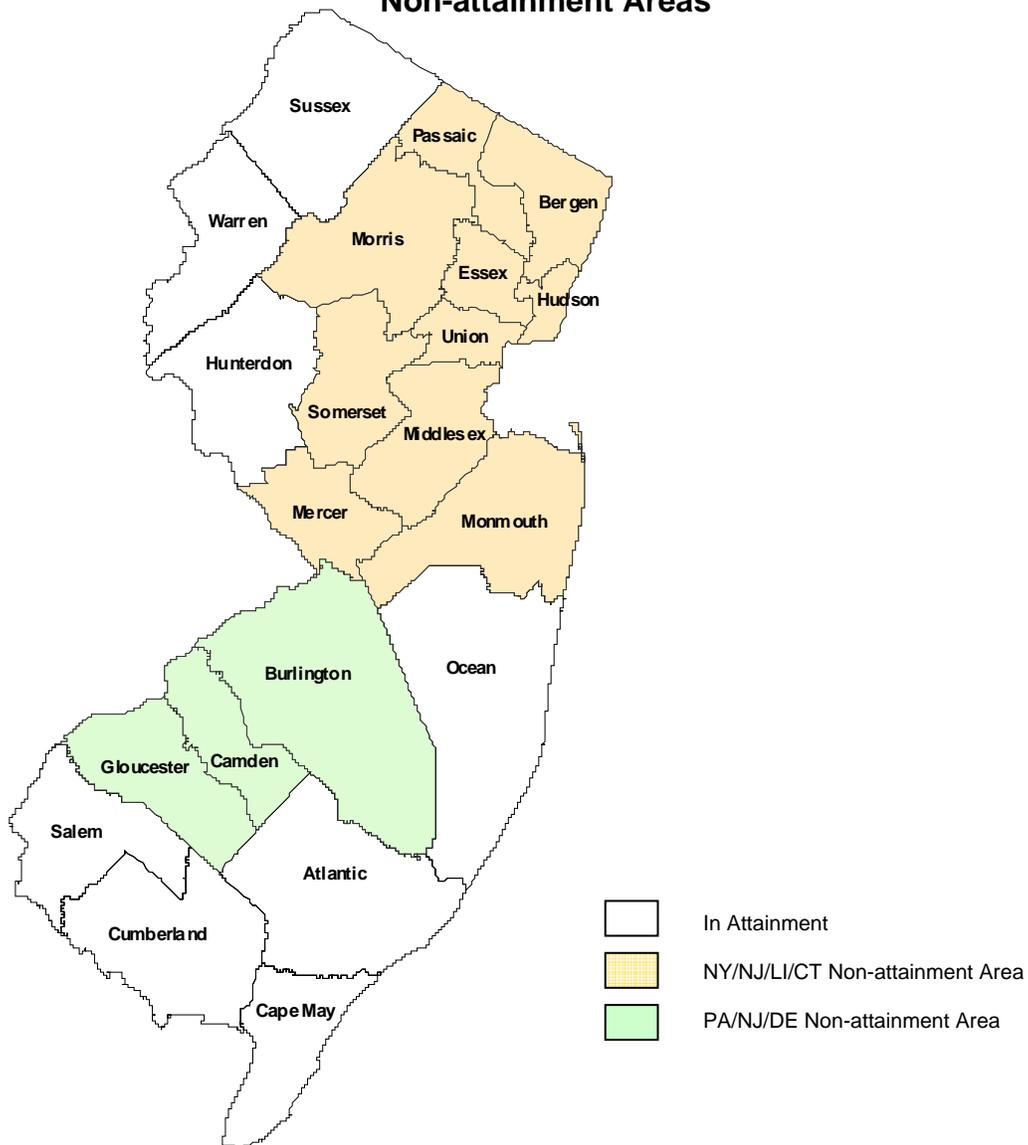 Non-attainment Areas
Sussex
Passaic
Bergen
Warren
Morris
Essex
Hudson
Union
Hunterdon
Somerset
Middlesex
Mercer
Monmouth
Ocean
Burlington
Gloucester
Camden
Salem
Atlantic
Cumberland
Cape May
In Attainment
NY/NJ/LI/CT Non-attainment Area
PA/NJ/DE Non-attainment Area